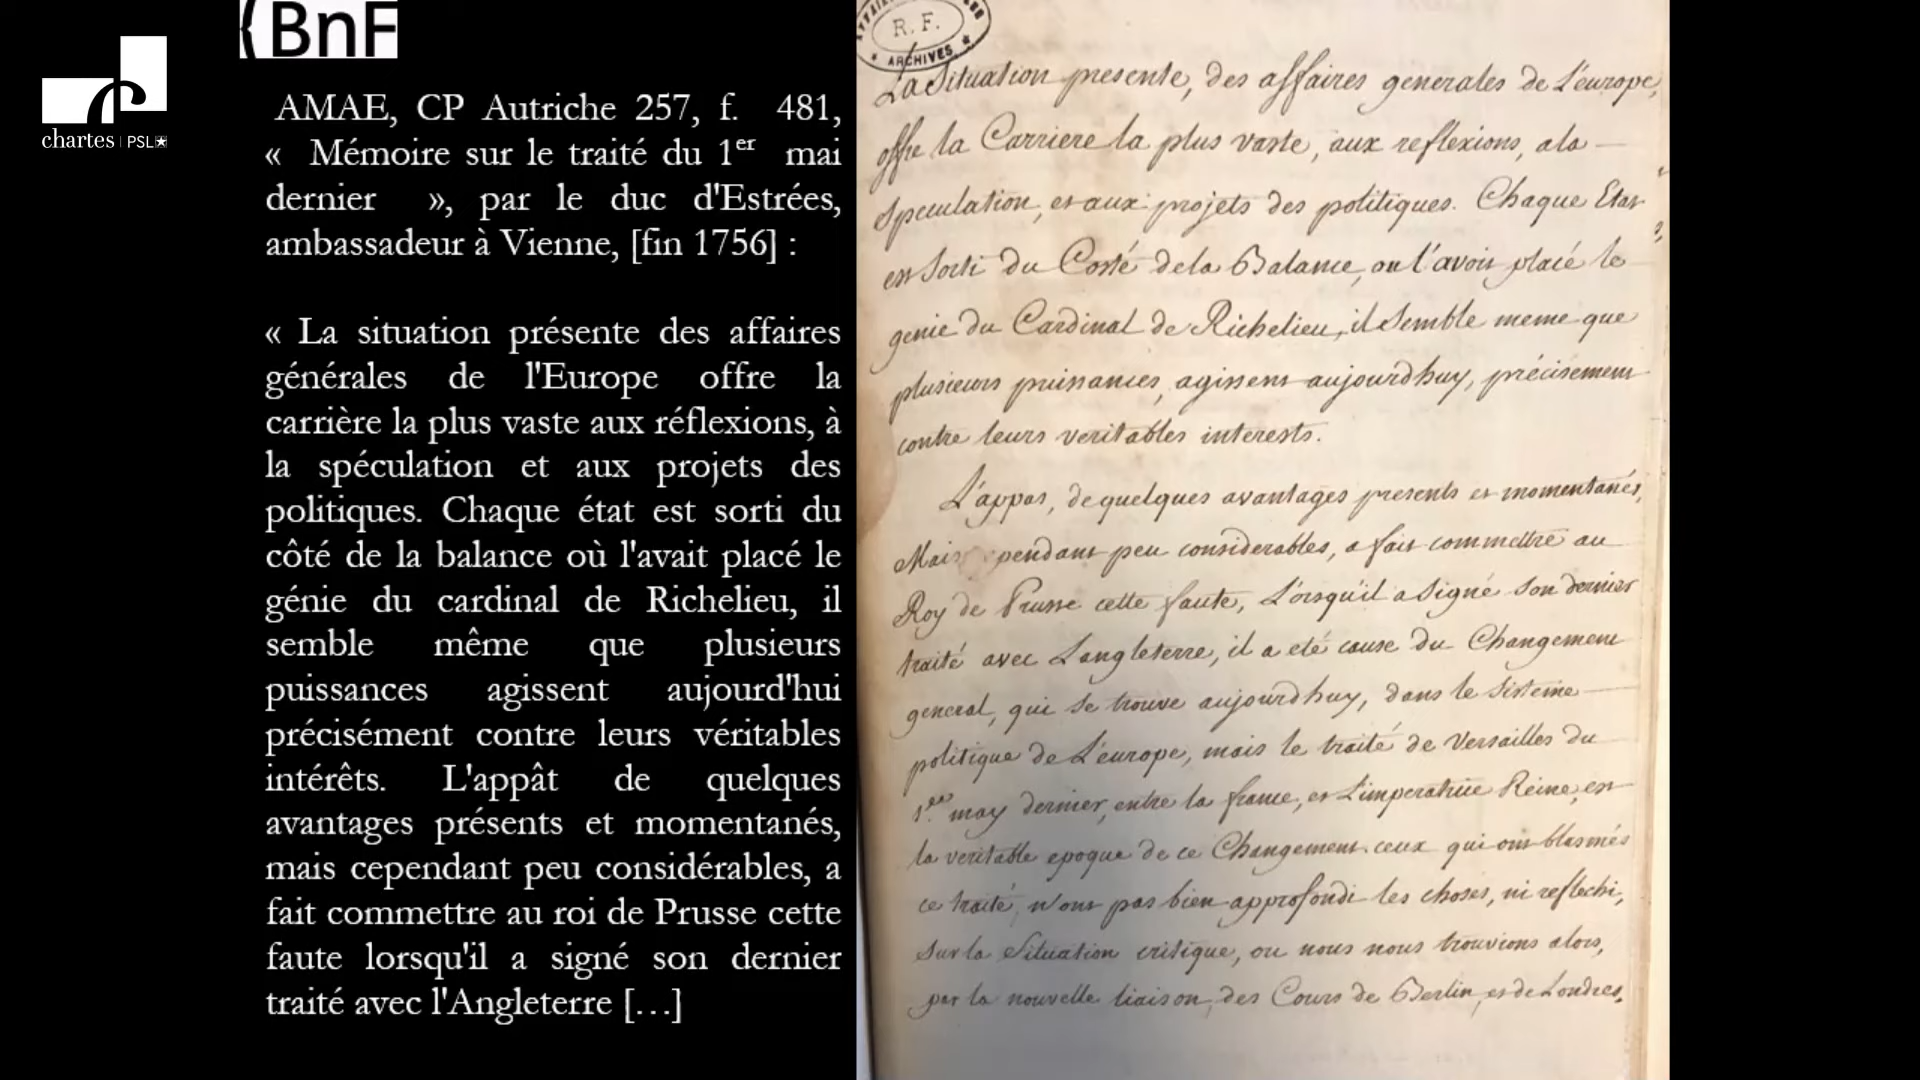 {BnF
chartes | PSL
AMAE, CP Autriche 257, f. 481,
« Mémoire sur le traité du 1er mai
dernier », par le duc d'Estrées,
ambassadeur à Vienne, [fin 1756] :
« La situation présente des affaires
générales de l'Europe offre la
carrière la plus vaste aux réflexions, à
la spéculation et aux projets des
politiques. Chaque état est sorti du
côté de la balance où l'avait placé le
génie du cardinal de Richelieu, il
semble même que plusieurs
puissances agissent aujourd'hui
précisément contre leurs véritables
intérêts. L'appât de quelques
avantages présents et momentanés,
mais cependant peu considérables, a
fait commettre au roi de Prusse cette
faute lorsqu'il a signé son dernier
traité avec l'Angleterre […]
R. F.
ARCHIVES
La Situation presente, des affaires generales de L'europe,
offre la Carriere la plus vaste, aux reflexions, ala
speculation, et aux projets des politiques. Chaque Etat
est Sorti du Costé dela Balance, ou l'avoit placé le
genie du Cardinal de Richelieu, il Semble meme que
plusieurs puissances, agissent aujourdhuy, précisement
contre leurs veritables interests.
L'appas, de quelques avantages presents et momentanés,
Mais pendant peu considerables, a fait commettre au
Roy de Prusse cette faute, Lorsqu'il a Signé Son dernier
traité avec Langleterre, il a eté cause du Changement
general, qui se trouve aujourdhuy, dans le Sisteme
politique de L'europe, mais le traité de Versailles du
1.er may dernier, entre la france, et L'imperatrice Reine, est
la veritable epoque de ce Changement. ceux qui ont blasmés
ce traité, n'ont pas bien approfondi les choses, ni reflechi,
Sur la Situation critique, ou nous nous trouvions alors,
par la nouvelle liaison, des Cours de Berlin, et de Londres,